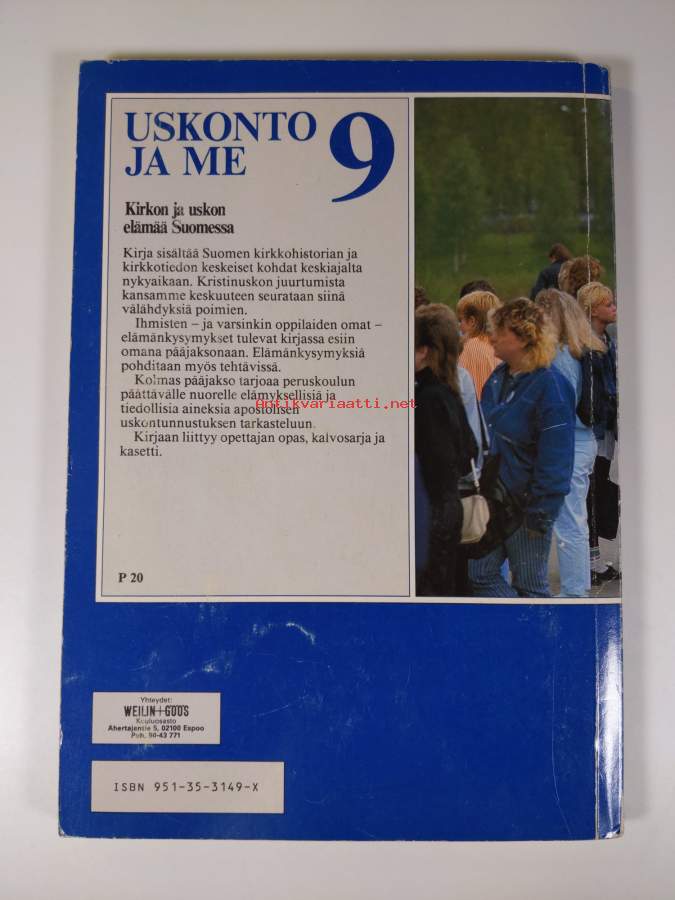 USKONTO
JA ME
9
Kirkon ja uskon
elämää Suomessa
Kirja sisältää Suomen kirkkohistorian ja
kirkkotiedon keskeiset kohdat keskiajalta
nykyaikaan. Kristinuskon juurtumista
kansamme keskuuteen seurataan siinä
välähdyksiä poimien.
Ihmisten – ja varsinkin oppilaiden omat –
elämänkysymykset tulevat kirjassa esiin
omana pääjaksonaan. Elämänkysymyksiä
pohditaan myös tehtävissä.
Kolmas pääjakso tarjoaa peruskoulun
päättävälle nuorelle elämyksellisiä ja
tiedollisia aineksia apostolisen
uskontunnustuksen tarkasteluun.
Kirjaan liittyy opettajan opas, kalvosarja ja
kasetti.
Antikvariaatti.net
P 20
Yhteydet:
WEILIN+GÖÖS
Kouluosasto
Ahertajentie 5, 02100 Espoo
Puh. 90-43 771
ISBN 951-35-3149-X